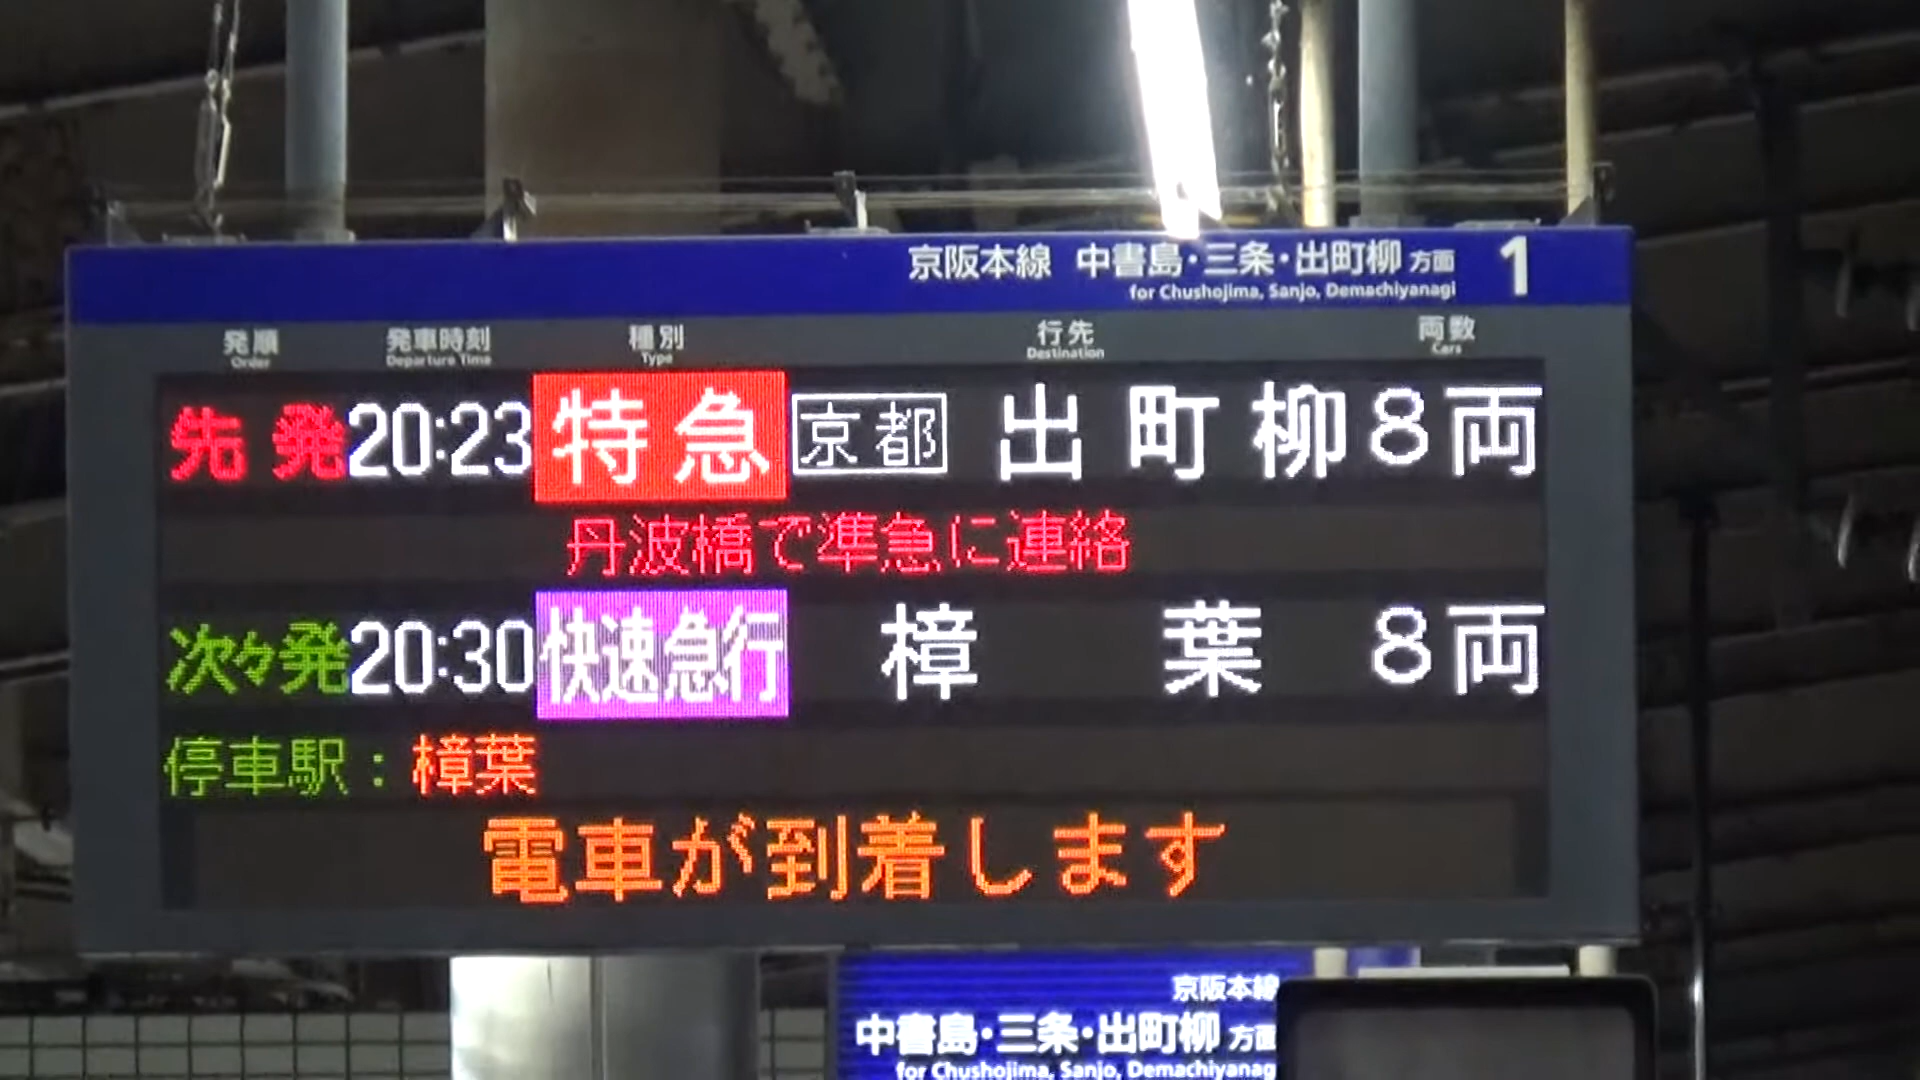 京阪本線 中書島・三条・出町柳 方面 1
for Chushojima, Sanjo, Demachiyanagi
発順 発車時刻 種別 行先 両数
Order Departure Time Type Destination Cars
先発 20:23 特急 京都 出町柳 8両
丹波橋で準急に連絡
次々発 20:30 快速急行 樟葉 8両
停車駅：樟葉
電車が到着します
京阪本線
中書島・三条・出町柳 方面
for Chushojima, Sanjo, Demachiyanag